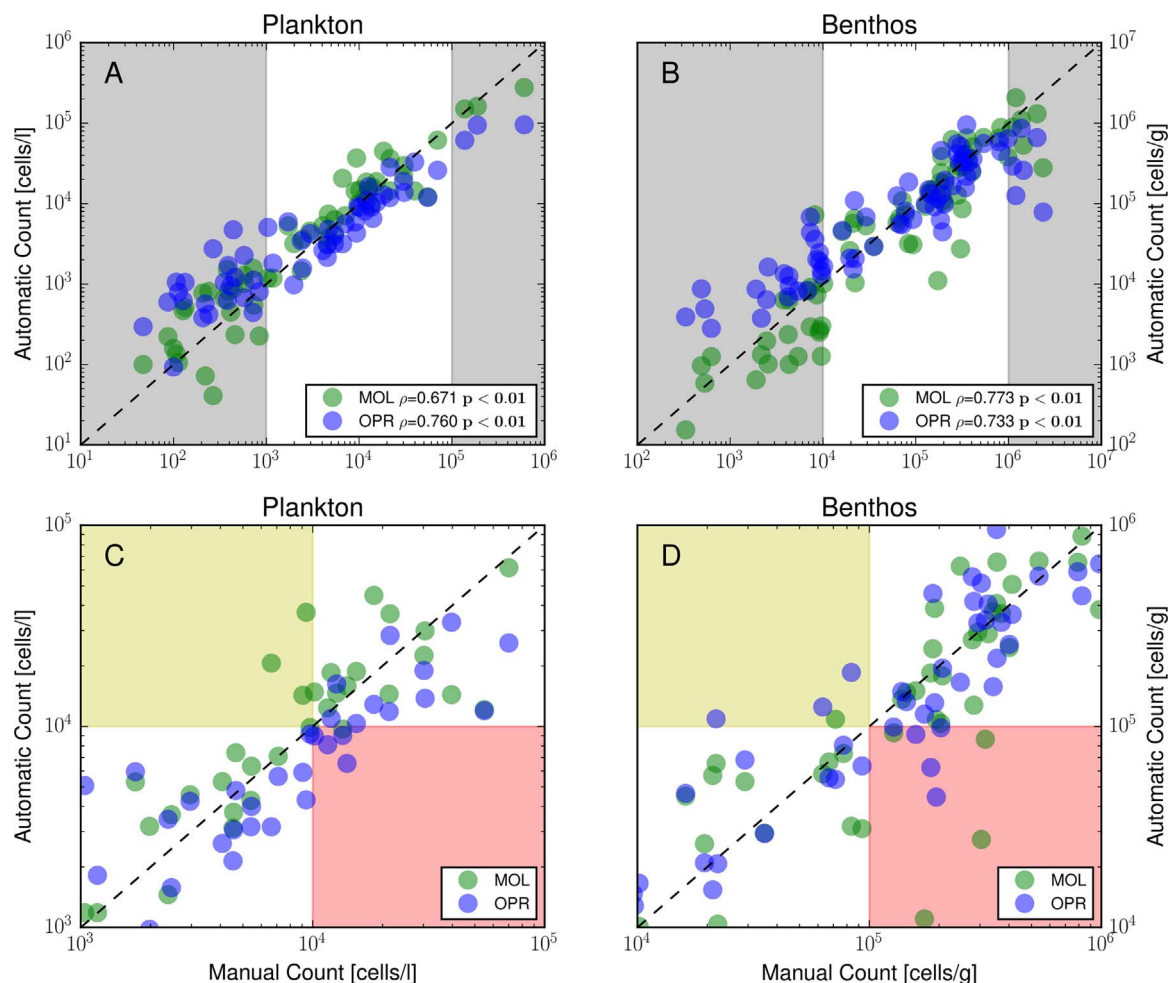 Plankton
Benthos
A
B
Automatic Count [cells/l]
Automatic Count [cells/g]
10^6
10^5
10^4
10^3
10^2
10^1
10^7
10^6
10^5
10^4
10^3
10^2
MOL ρ=0.671 p < 0.01
OPR ρ=0.760 p < 0.01
MOL ρ=0.773 p < 0.01
OPR ρ=0.733 p < 0.01
10^1 10^2 10^3 10^4 10^5 10^6
10^2 10^3 10^4 10^5 10^6 10^7
Plankton
Benthos
C
D
Automatic Count [cells/l]
Automatic Count [cells/g]
10^5
10^4
10^3
10^6
10^5
10^4
MOL
OPR
MOL
OPR
10^3 10^4 10^5
10^4 10^5 10^6
Manual Count [cells/l]
Manual Count [cells/g]